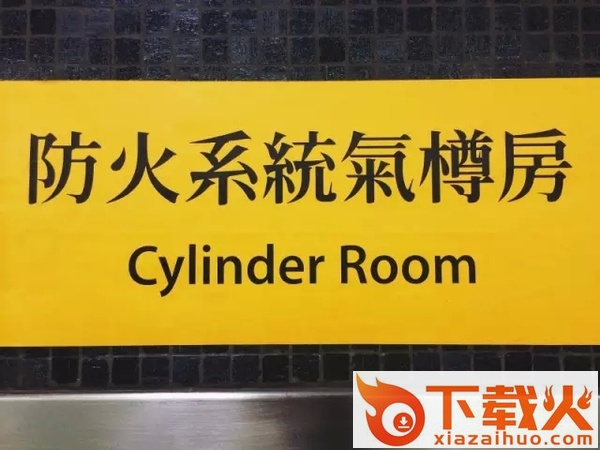 防火系統氣樽房
Cylinder Room
下载火
xiazaihuo.com